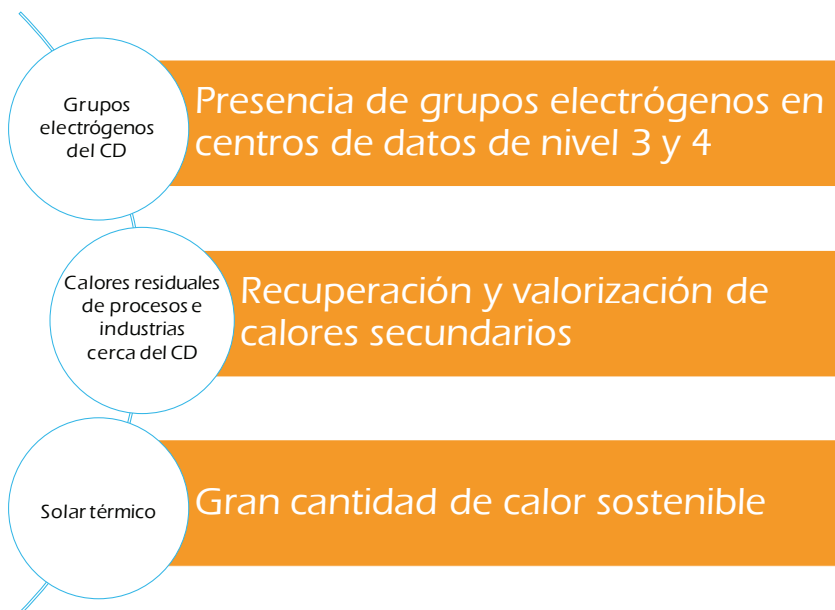 Grupos
electrógenos
del CD
Presencia de grupos electrógenos en
centros de datos de nivel 3 y 4
Calores residuales
de procesos e
industrias
cerca del CD
Recuperación y valorización de
calores secundarios
Solar térmico
Gran cantidad de calor sostenible